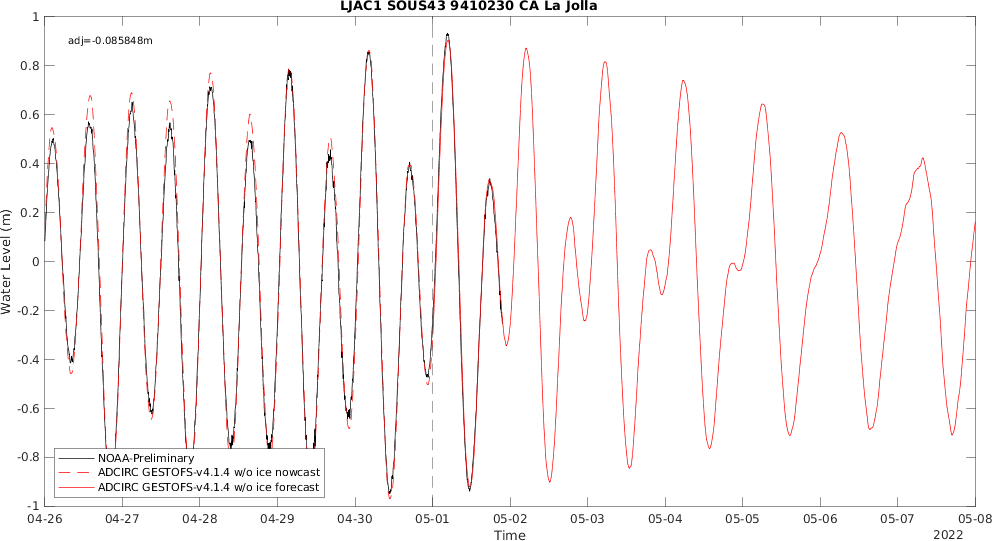 LJAC1 SOUS43 9410230 CA La Jolla
adj=-0.085848m
1
0.8
0.6
0.4
0.2
0
-0.2
-0.4
-0.6
-0.8
-1
Water Level (m)
NOAA-Preliminary
ADCIRC GESTOFS-v4.1.4 w/o ice nowcast
ADCIRC GESTOFS-v4.1.4 w/o ice forecast
04-26 04-27 04-28 04-29 04-30 05-01 05-02 05-03 05-04 05-05 05-06 05-07 05-08
Time
2022